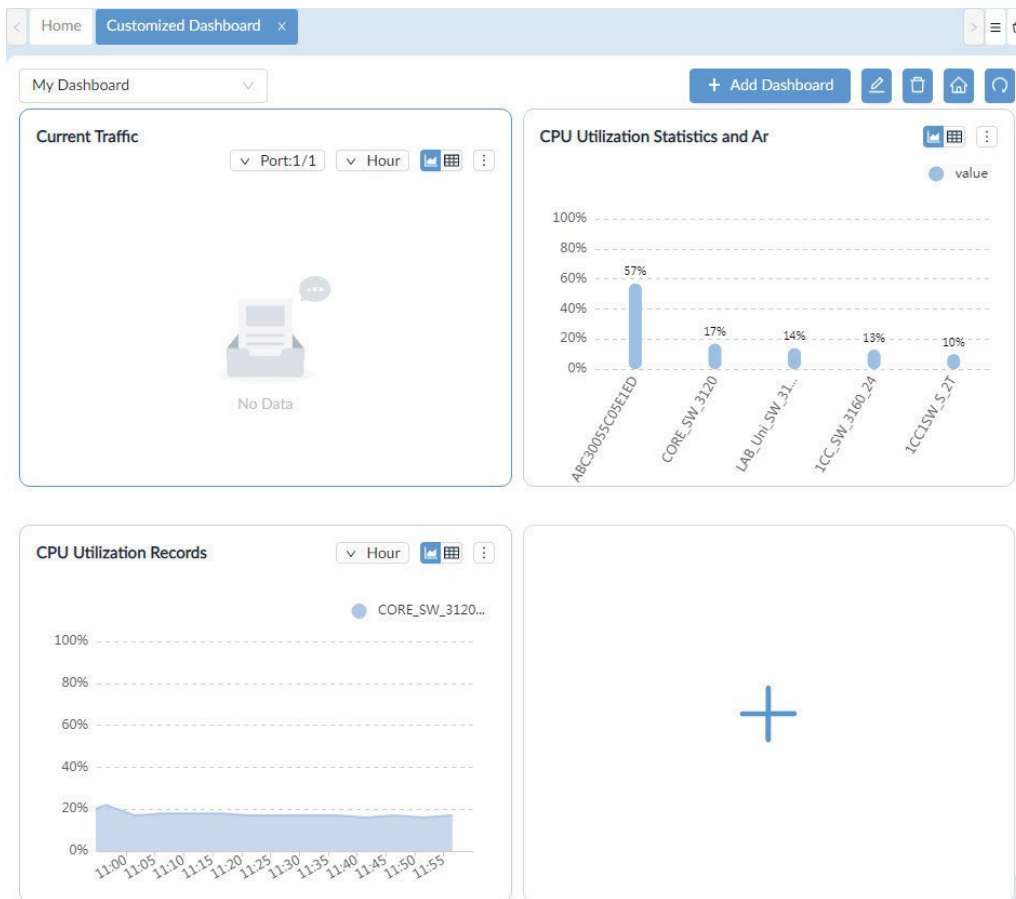 Home
Customized Dashboard
My Dashboard
+ Add Dashboard
Current Traffic
Port:1/1
Hour
No Data
CPU Utilization Statistics and Ar
value
100%
80%
60%
40%
20%
0%
57%
17%
14%
13%
10%
ABC30055C05E1ED
CORE_SW_3120
LAB_Uni_SW_31...
1CC_SW_3160_24
1CC1SW_S_2T
CPU Utilization Records
Hour
CORE_SW_3120...
100%
80%
60%
40%
20%
0%
11:00
11:05
11:10
11:15
11:20
11:25
11:30
11:35
11:40
11:45
11:50
11:55